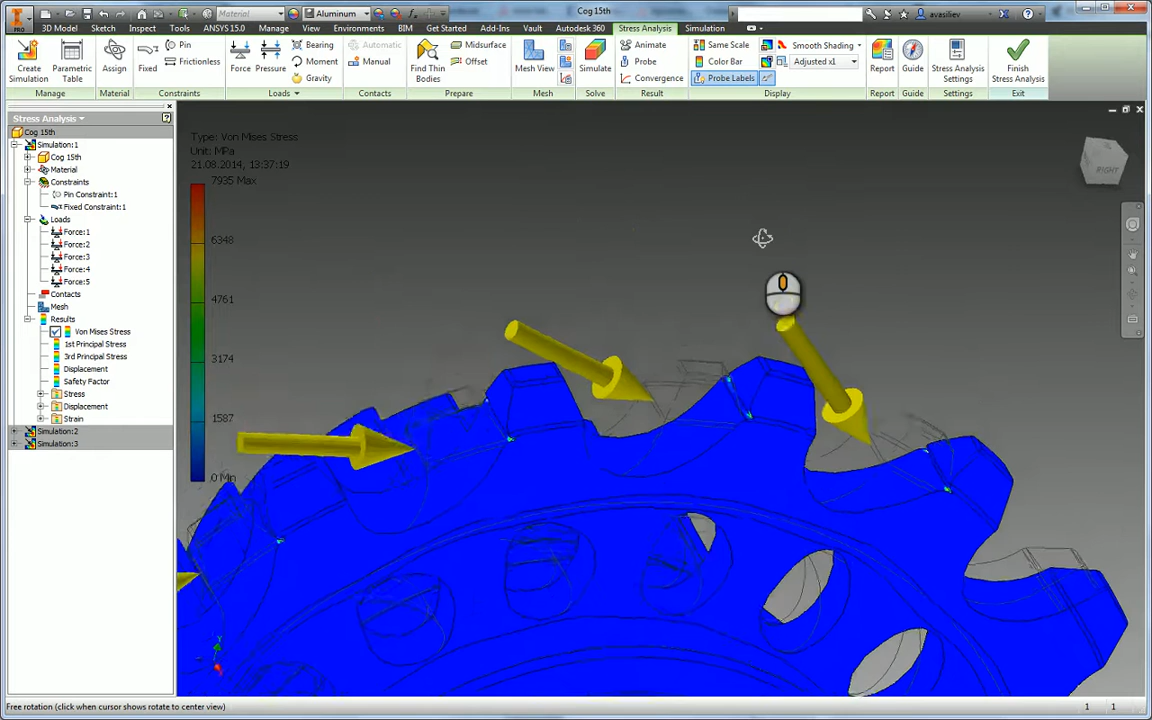 Material
Aluminum
Cog 15th
avasiliev
PRO
3D Model Sketch Inspect Tools ANSYS 15.0 Manage View Environments BIM Get Started Add-Ins Vault Autodesk 360 Stress Analysis Simulation
Create Simulation
Parametric Table
Assign
Fixed
Pin
Frictionless
Force
Pressure
Bearing
Moment
Gravity
Automatic
Manual
Find Thin Bodies
Midsurface
Offset
Mesh View
Simulate
Animate
Probe
Convergence
Same Scale
Color Bar
Probe Labels
Smooth Shading
Adjusted x1
Report
Guide
Stress Analysis Settings
Finish Stress Analysis
Manage Material Constraints Loads Contacts Prepare Mesh Solve Result Display Report Guide Settings Exit
Stress Analysis
Cog 15th
Simulation:1
Cog 15th
Material
Constraints
Pin Constraint:1
Fixed Constraint:1
Loads
Force:1
Force:2
Force:3
Force:4
Force:5
Contacts
Mesh
Results
Von Mises Stress
1st Principal Stress
3rd Principal Stress
Displacement
Safety Factor
Stress
Displacement
Strain
Simulation:2
Simulation:3
Type: Von Mises Stress
Unit: MPa
21.08.2014, 13:37:19
7935 Max
6348
4761
3174
1587
0 Min
RIGHT
Y
Free rotation (click when cursor shows rotate to center view)
1 1